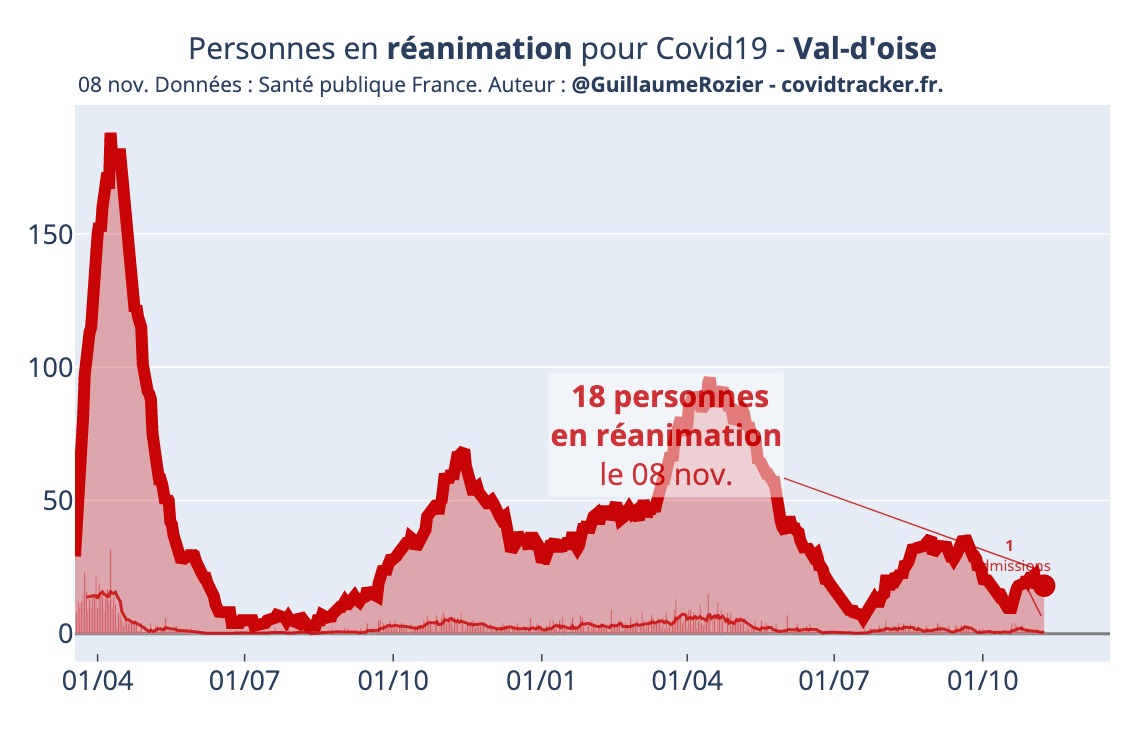 Personnes en réanimation pour Covid19 - Val-d'oise
08 nov. Données : Santé publique France. Auteur : @GuillaumeRozier - covidtracker.fr.
150
100
50
0
18 personnes
en réanimation
le 08 nov.
1
admissions
01/04
01/07
01/10
01/01
01/04
01/07
01/10